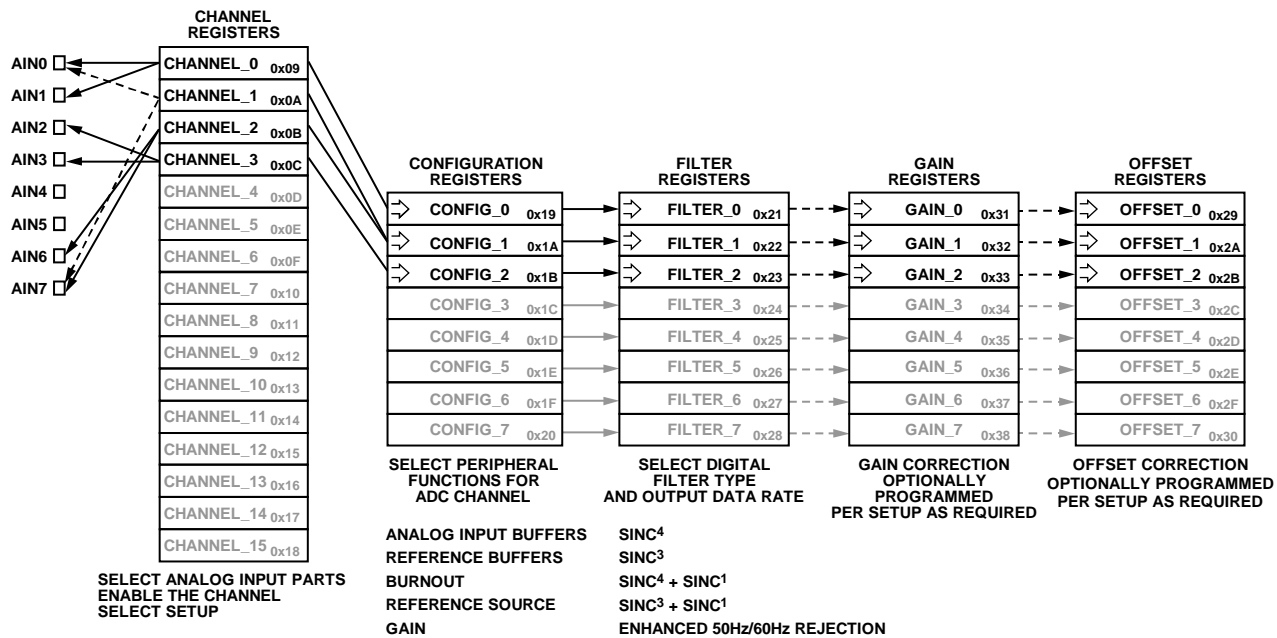 CHANNEL
REGISTERS
AIN0
AIN1
AIN2
AIN3
AIN4
AIN5
AIN6
AIN7
CHANNEL_0 0x09
CHANNEL_1 0x0A
CHANNEL_2 0x0B
CHANNEL_3 0x0C
CHANNEL_4 0x0D
CHANNEL_5 0x0E
CHANNEL_6 0x0F
CHANNEL_7 0x10
CHANNEL_8 0x11
CHANNEL_9 0x12
CHANNEL_10 0x13
CHANNEL_11 0x14
CHANNEL_12 0x15
CHANNEL_13 0x16
CHANNEL_14 0x17
CHANNEL_15 0x18
SELECT ANALOG INPUT PARTS
ENABLE THE CHANNEL
SELECT SETUP
CONFIGURATION
REGISTERS
CONFIG_0 0x19
CONFIG_1 0x1A
CONFIG_2 0x1B
CONFIG_3 0x1C
CONFIG_4 0x1D
CONFIG_5 0x1E
CONFIG_6 0x1F
CONFIG_7 0x20
SELECT PERIPHERAL
FUNCTIONS FOR
ADC CHANNEL
ANALOG INPUT BUFFERS
REFERENCE BUFFERS
BURNOUT
REFERENCE SOURCE
GAIN
FILTER
REGISTERS
FILTER_0 0x21
FILTER_1 0x22
FILTER_2 0x23
FILTER_3 0x24
FILTER_4 0x25
FILTER_5 0x26
FILTER_6 0x27
FILTER_7 0x28
SELECT DIGITAL
FILTER TYPE
AND OUTPUT DATA RATE
SINC⁴
SINC³
SINC⁴ + SINC¹
SINC³ + SINC¹
ENHANCED 50Hz/60Hz REJECTION
GAIN
REGISTERS
GAIN_0 0x31
GAIN_1 0x32
GAIN_2 0x33
GAIN_3 0x34
GAIN_4 0x35
GAIN_5 0x36
GAIN_6 0x37
GAIN_7 0x38
GAIN CORRECTION
OPTIONALLY
PROGRAMMED
PER SETUP AS REQUIRED
OFFSET
REGISTERS
OFFSET_0 0x29
OFFSET_1 0x2A
OFFSET_2 0x2B
OFFSET_3 0x2C
OFFSET_4 0x2D
OFFSET_5 0x2E
OFFSET_6 0x2F
OFFSET_7 0x30
OFFSET CORRECTION
OPTIONALLY PROGRAMMED
PER SETUP AS REQUIRED